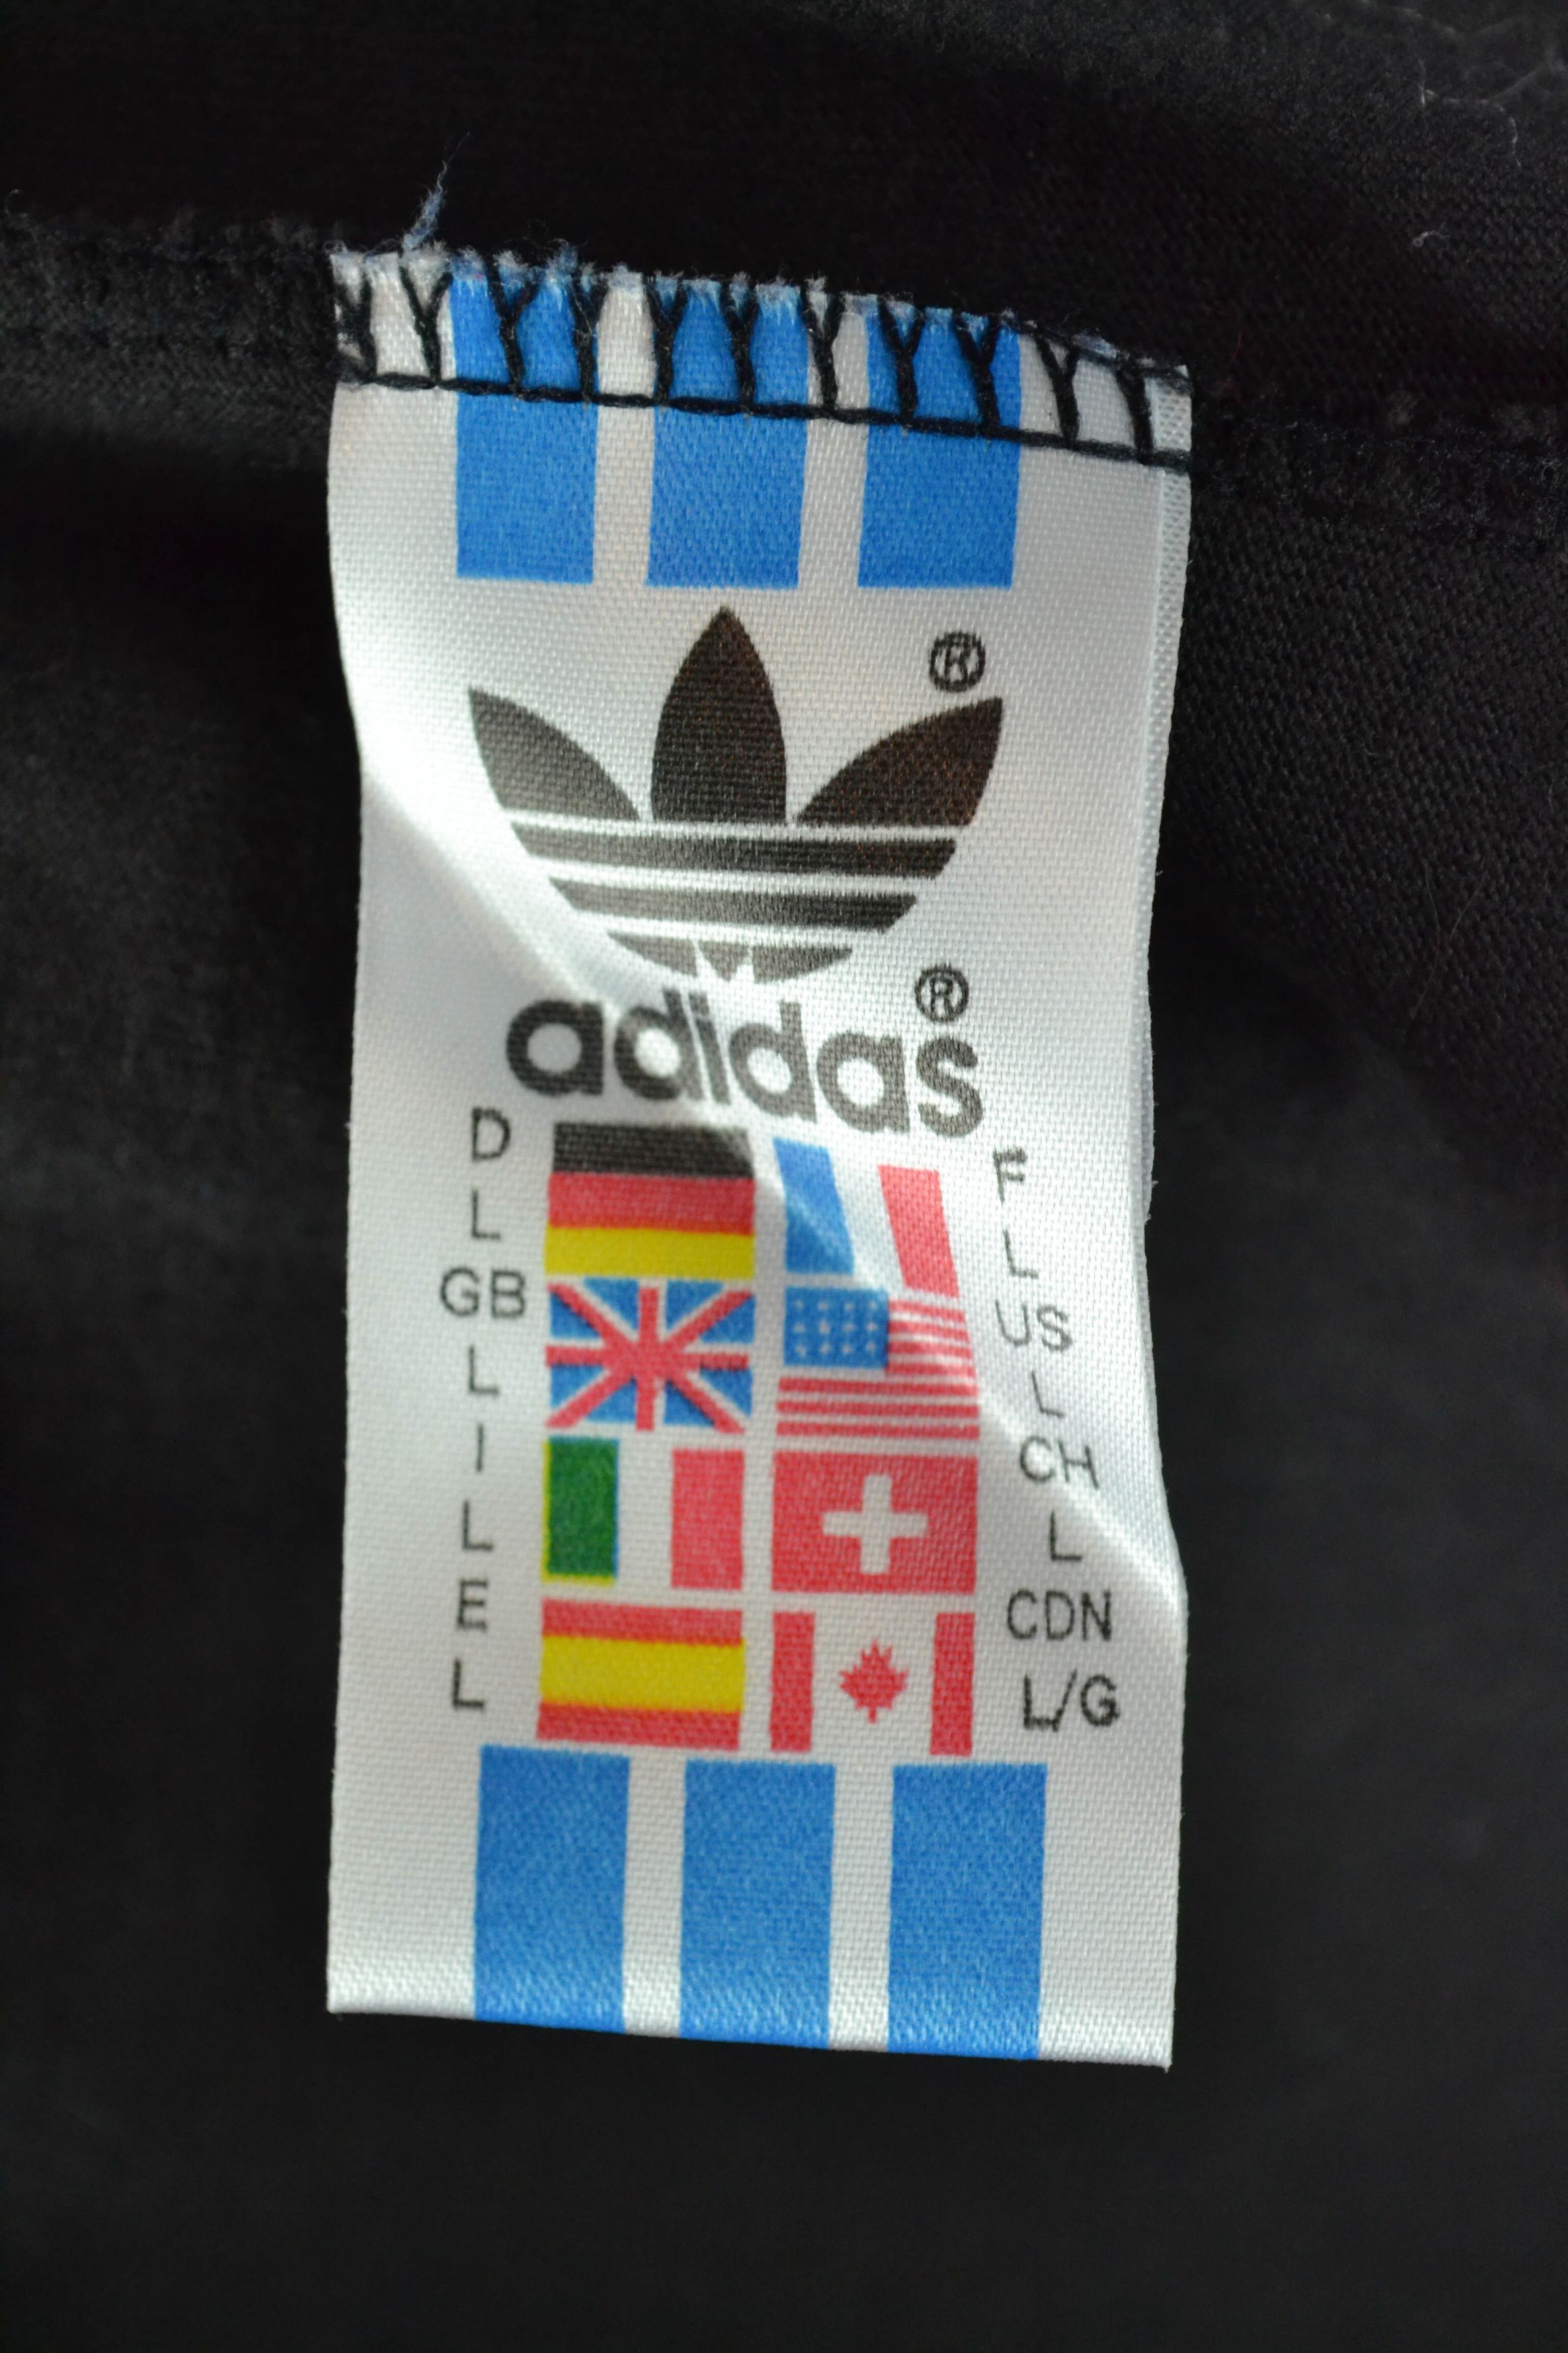 ®
adidas®
D F
L L
GB US
L L
I CH
L L
E CDN
L L/G